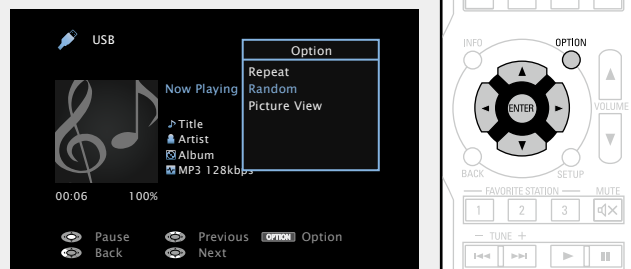 USB
Option
Repeat
Random
Picture View
Now Playing
Title
Artist
Album
MP3 128kbps
00:06 100%
Pause Previous OPTION Option
Back Next
INFO OPTION
ENTER
VOLUME
BACK SETUP
FAVORITE STATION MUTE
1 2 3
− TUNE +